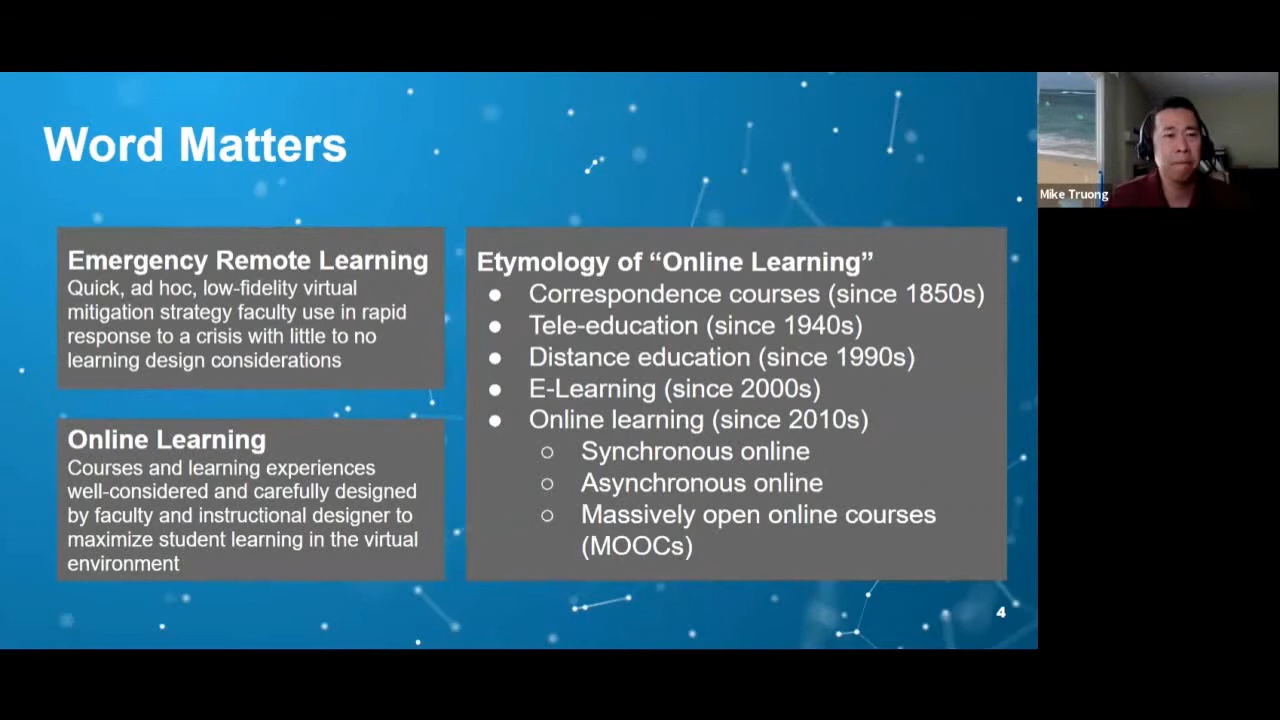 Word Matters
Emergency Remote Learning
Quick, ad hoc, low-fidelity virtual
mitigation strategy faculty use in rapid
response to a crisis with little to no
learning design considerations
Online Learning
Courses and learning experiences
well-considered and carefully designed
by faculty and instructional designer to
maximize student learning in the virtual
environment
Etymology of “Online Learning”
● Correspondence courses (since 1850s)
● Tele-education (since 1940s)
● Distance education (since 1990s)
● E-Learning (since 2000s)
● Online learning (since 2010s)
○ Synchronous online
○ Asynchronous online
○ Massively open online courses
(MOOCs)
4
Mike Truong